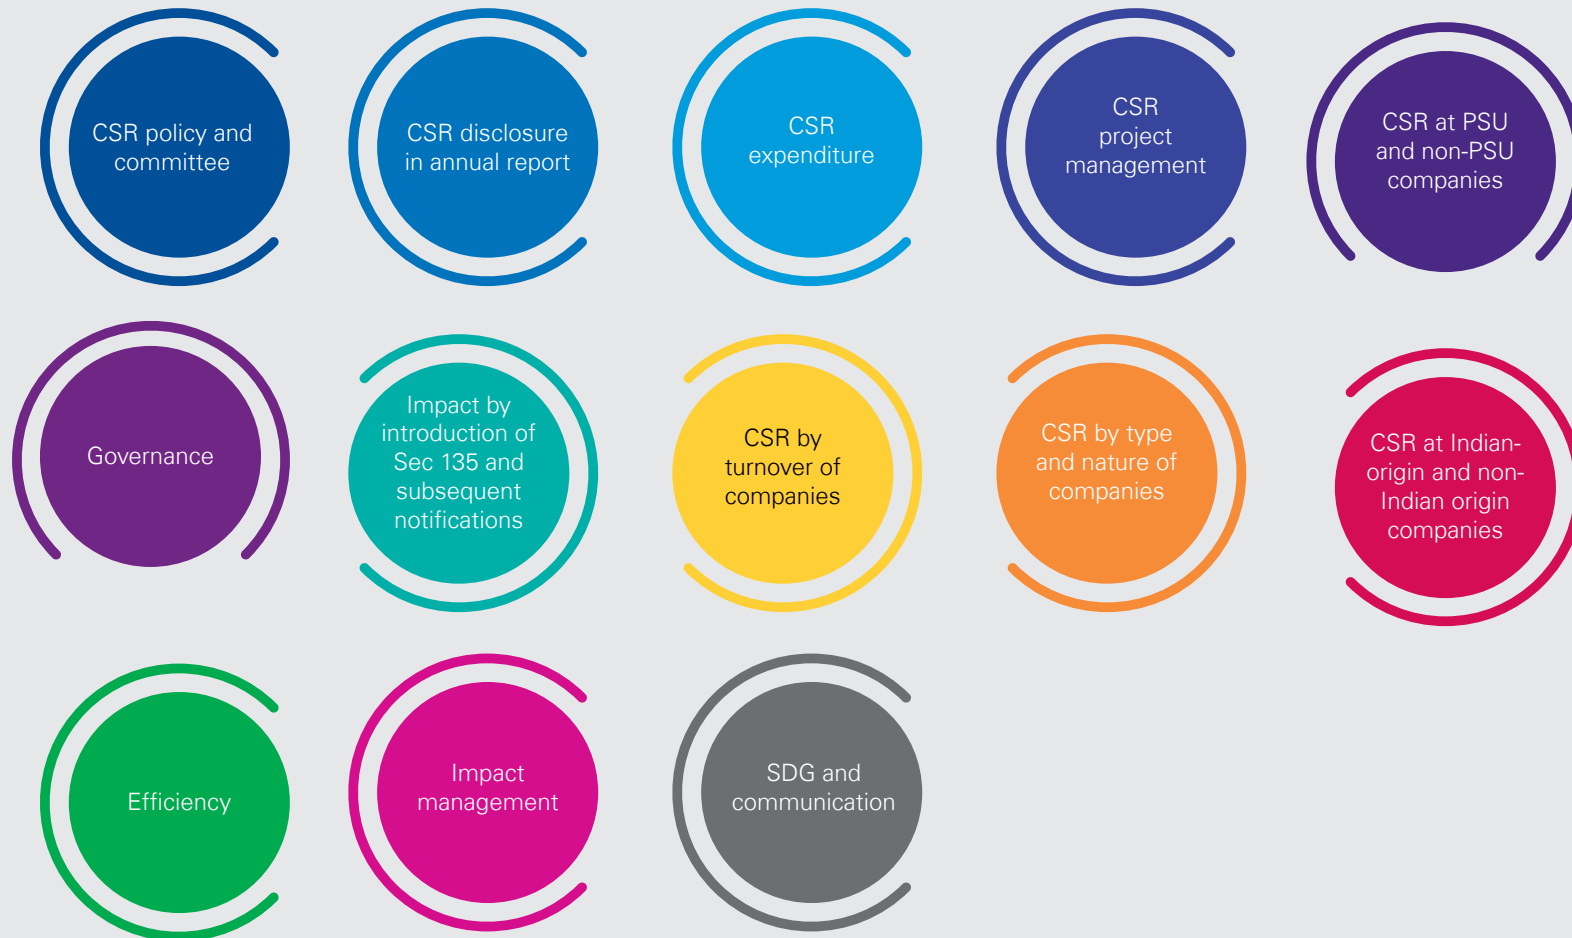 CSR policy and
committee
CSR disclosure
in annual report
CSR
expenditure
CSR
project
management
CSR at PSU
and non-PSU
companies
Governance
Impact by
introduction of
Sec 135 and
subsequent
notifications
CSR by
turnover of
companies
CSR by type
and nature of
companies
CSR at Indian-
origin and non-
Indian origin
companies
Efficiency
Impact
management
SDG and
communication